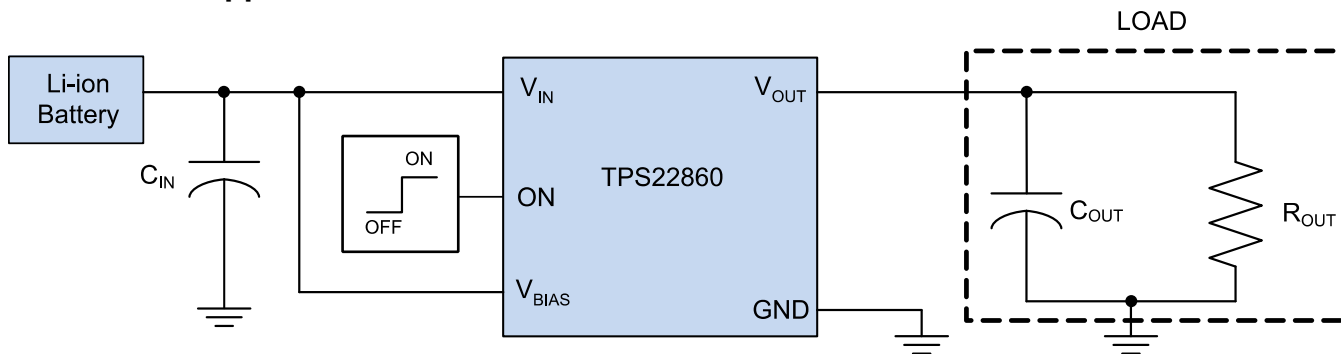 LOAD
Li-ion
Battery
V_IN
V_OUT
C_IN
ON
OFF
ON
TPS22860
C_OUT
R_OUT
V_BIAS
GND